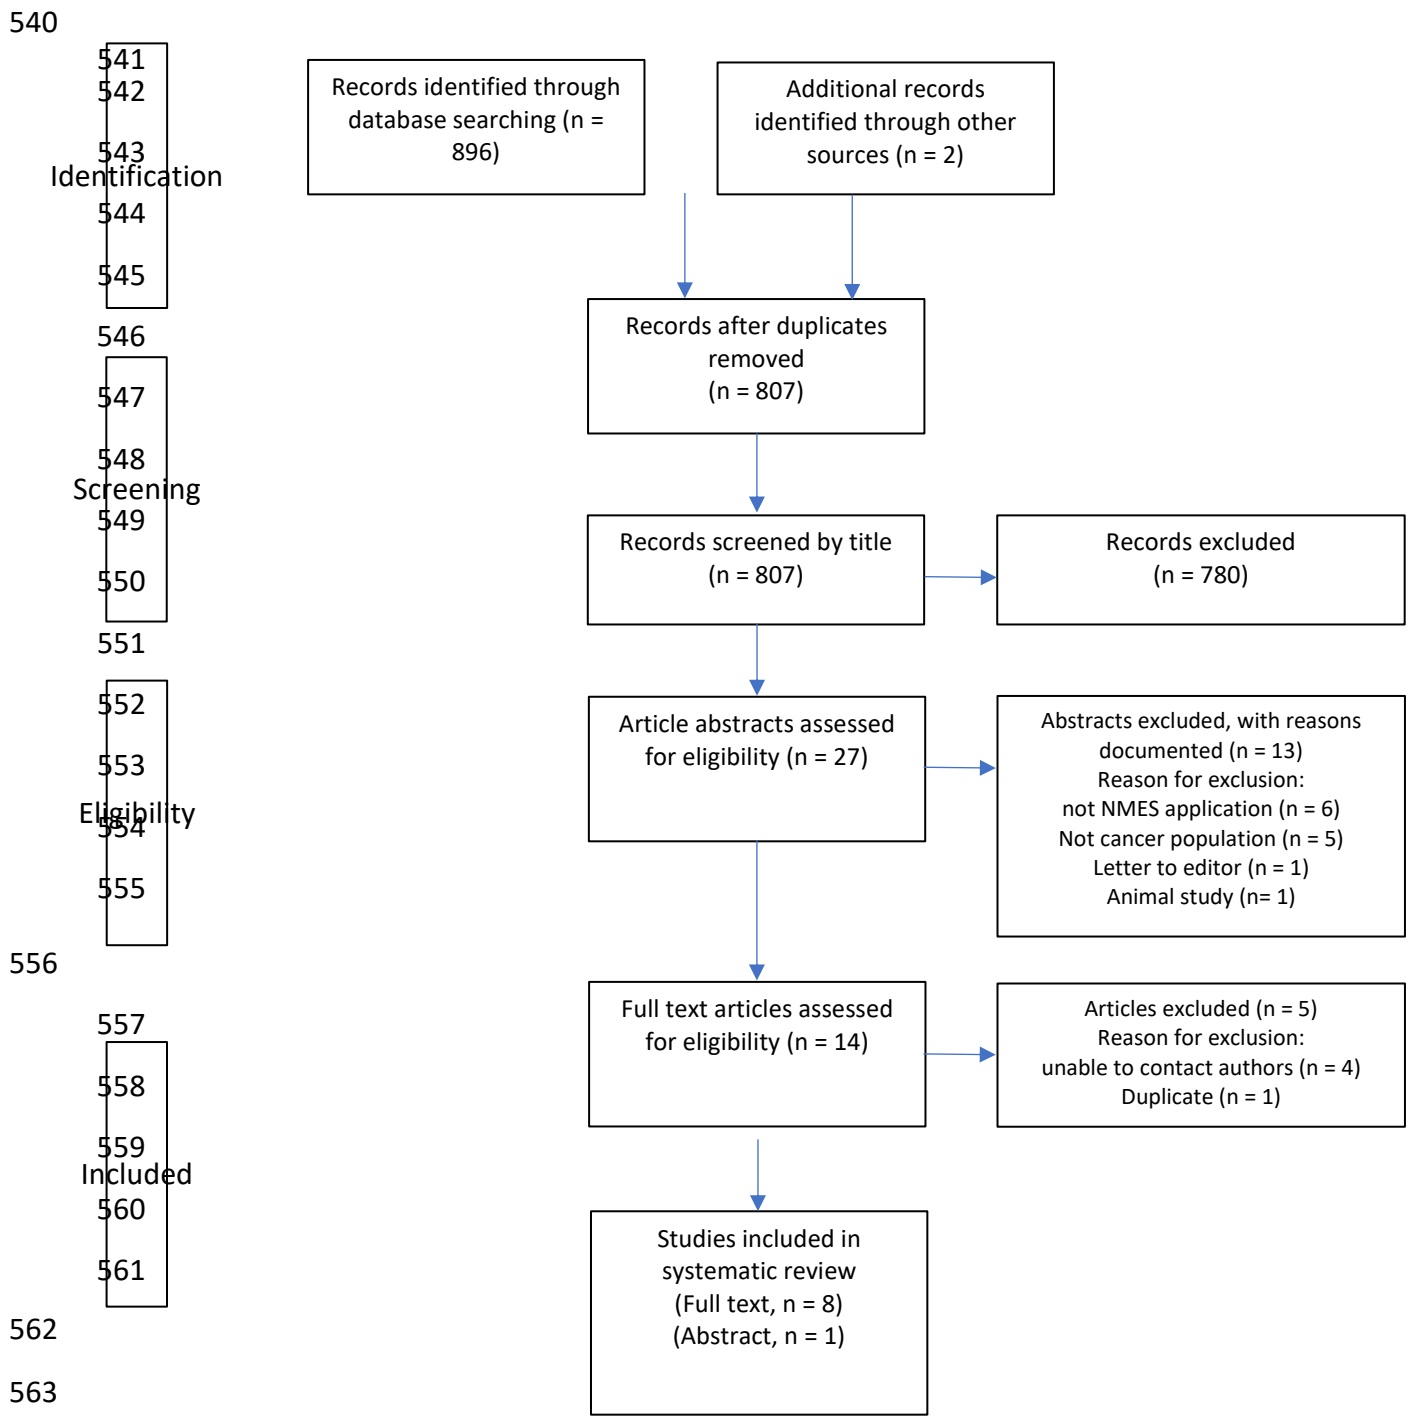 540
541
542
Records identified through
database searching (n =
896)
Additional records
identified through other
sources (n = 2)
543
Identification
544
545
546
Records after duplicates
removed
(n = 807)
547
548
Screening
549
550
Records screened by title
(n = 807)
Records excluded
(n = 780)
551
552
553
Eligibility
554
555
Article abstracts assessed
for eligibility (n = 27)
Abstracts excluded, with reasons
documented (n = 13)
Reason for exclusion:
not NMES application (n = 6)
Not cancer population (n = 5)
Letter to editor (n = 1)
Animal study (n= 1)
556
557
Full text articles assessed
for eligibility (n = 14)
Articles excluded (n = 5)
Reason for exclusion:
unable to contact authors (n = 4)
Duplicate (n = 1)
558
559
Included
560
561
Studies included in
systematic review
(Full text, n = 8)
(Abstract, n = 1)
562
563